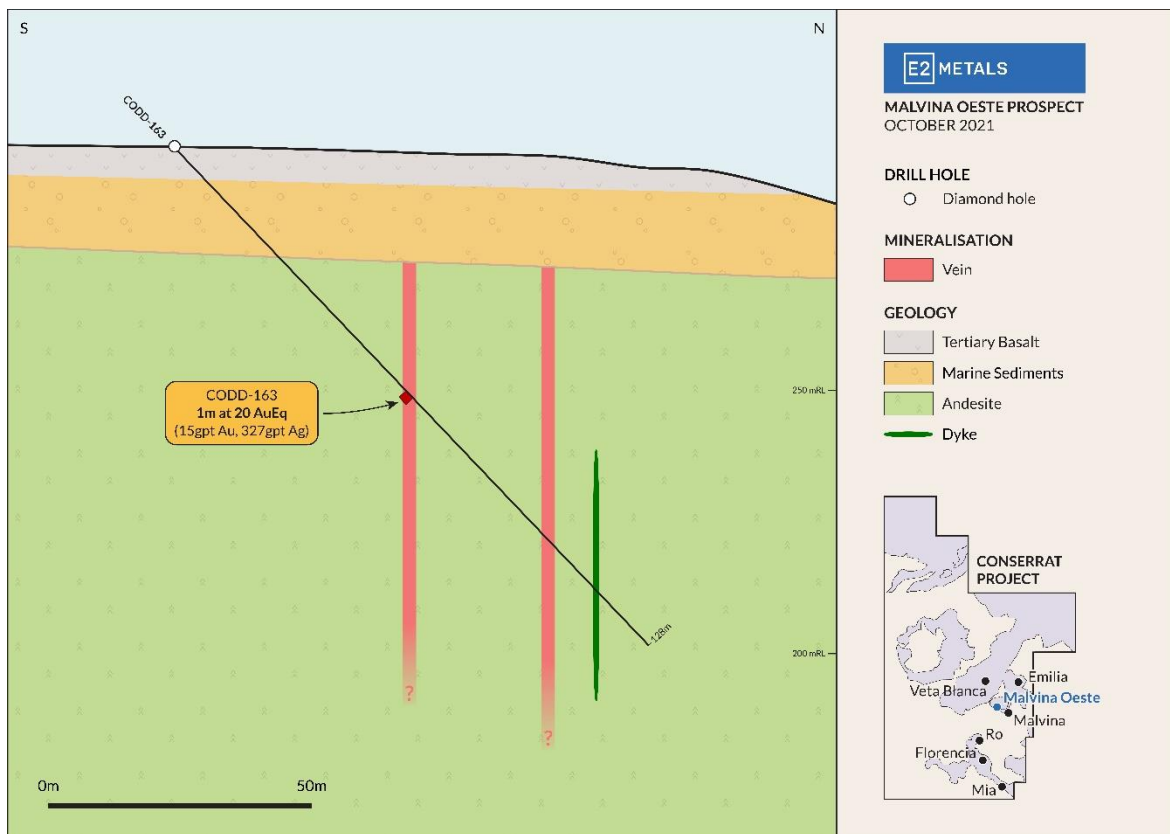 S
N
CODD-163
CODD-163
1m at 20 AuEq
(15gpt Au, 327gpt Ag)
250 mRL
200 mRL
128m
?
?
0m
50m
E2 METALS
MALVINA OESTE PROSPECT
OCTOBER 2021
DRILL HOLE
Diamond hole
MINERALISATION
Vein
GEOLOGY
Tertiary Basalt
Marine Sediments
Andesite
Dyke
CONSERRAT
PROJECT
Emilia
Veta Blanca
Malvina Oeste
Malvina
Ro
Florencia
Mia